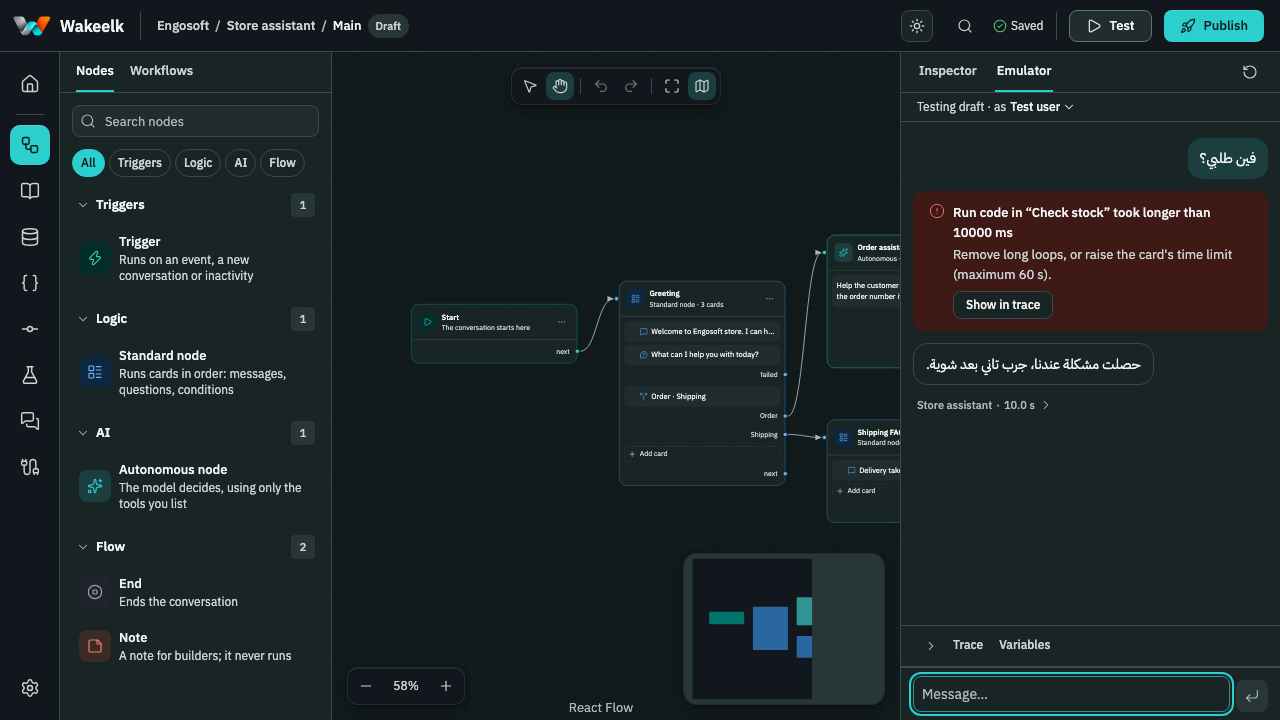 Wakeelk
Engosoft / Store assistant / Main Draft
Saved
Test
Publish
Nodes Workflows
Search nodes
All Triggers Logic AI Flow
Triggers 1
Trigger
Runs on an event, a new
conversation or inactivity
Logic 1
Standard node
Runs cards in order: messages,
questions, conditions
AI 1
Autonomous node
The model decides, using only the
tools you list
Flow 2
End
Ends the conversation
Note
A note for builders; it never runs
Start
The conversation starts here
next
Greeting
Standard node · 3 cards
Welcome to Engosoft store. I can h...
What can I help you with today?
failed
Order · Shipping
Order
Shipping
Add card
next
Order assist
Autonomous
Help the customer
the order number
Shipping FA
Standard nod
Delivery take
Add card
58%
React Flow
Inspector Emulator
Testing draft · as Test user
فين طلبي؟
Run code in “Check stock” took longer than
10000 ms
Remove long loops, or raise the card's time limit
(maximum 60 s).
Show in trace
حصلت مشكلة عندنا، جرب تاني بعد شوية.
Store assistant · 10.0 s
Trace Variables
Message...